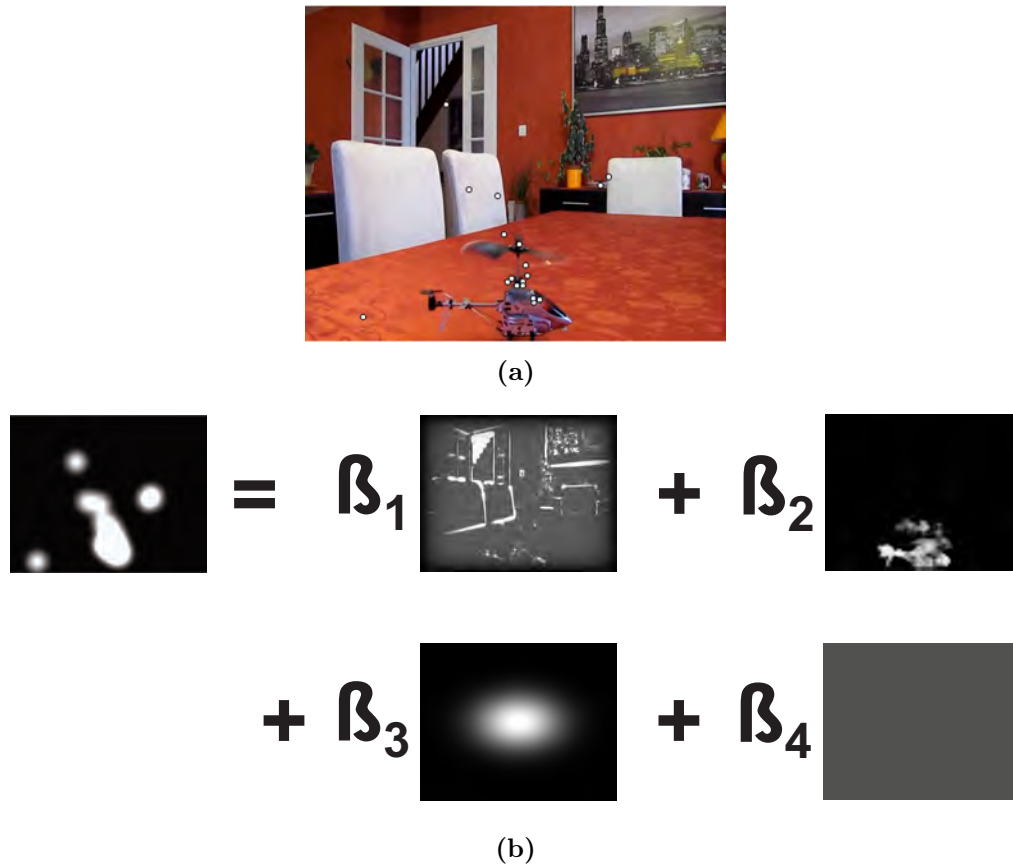 (a)
= ß1 + ß2
+ ß3 + ß4
(b)